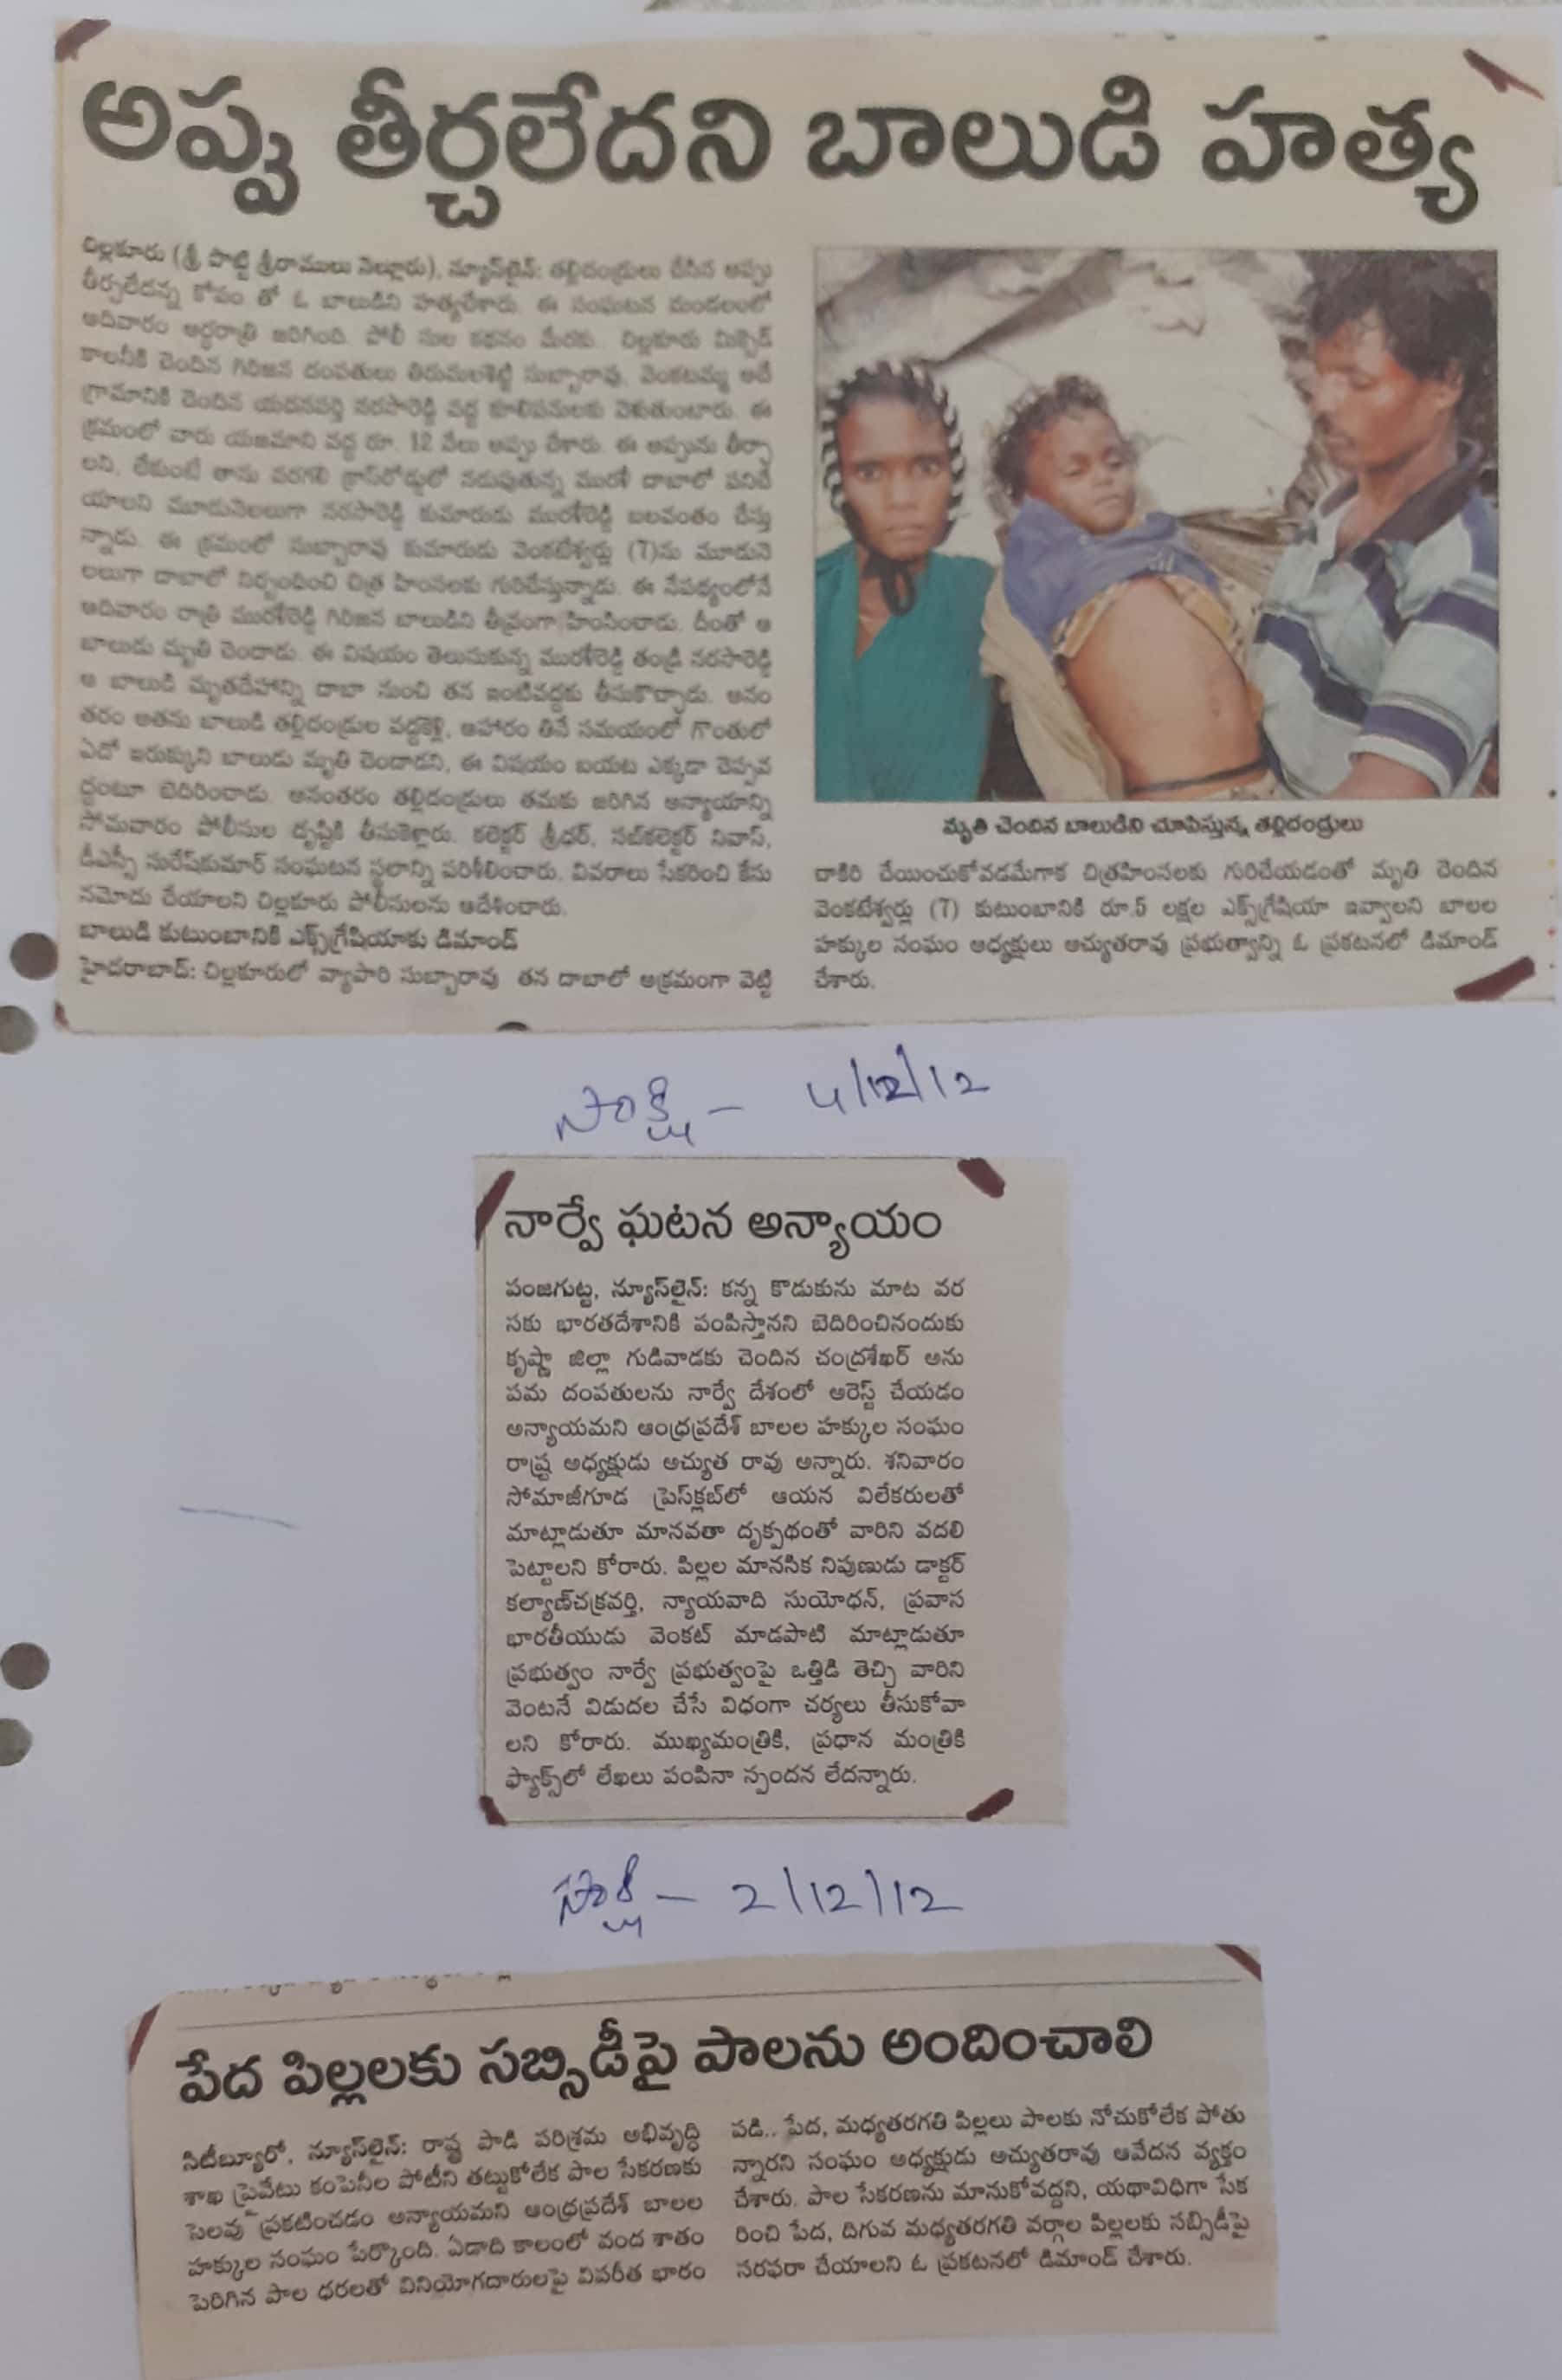 అప్పు తీర్చలేదని బాలుడి హత్య
చిల్లకూరు (శ్రీ పొట్టి శ్రీరాములు నెల్లూరు), న్యూస్‌లైన్: తల్లిదండ్రులు చేసిన అప్పు
తీర్చలేదన్న కోపం తో ఓ బాలుడిని హత్యచేశారు. ఈ సంఘటన మండలంలో
ఆదివారం అర్ధరాత్రి జరిగింది. పోలీ సుల కథనం మేరకు.. చిల్లకూరు మిక్స్‌డ్
కాలనీకి చెందిన గిరిజన దంపతులు తిరుమలశెట్టి సుబ్బారావు, వెంకటమ్మ అదే
గ్రామానికి చెందిన యదనపర్తి నరసారెడ్డి వద్ద కూలిపనులకు వెళుతుంటారు. ఈ
క్రమంలో వారు యజమాని వద్ద రూ. 12 వేలు అప్పు చేశారు. ఈ అప్పును తీర్చా
లని, లేకుంటే తాను వరగలి క్రాస్‌రోడ్డులో నడుపుతున్న మురళీ దాబాలో పనిచే
యాలని మూడునెలలుగా నరసారెడ్డి కుమారుడు మురళీరెడ్డి బలవంతం చేస్తు
న్నాడు. ఈ క్రమంలో సుబ్బారావు కుమారుడు వెంకటేశ్వర్లు (7)ను మూడునె
లలుగా దాబాలో నిర్బంధించి చిత్ర హింసలకు గురిచేస్తున్నాడు. ఈ నేపథ్యంలోనే
ఆదివారం రాత్రి మురళీరెడ్డి గిరిజన బాలుడిని తీవ్రంగా హింసించాడు. దీంతో ఆ
బాలుడు మృతి చెందాడు. ఈ విషయం తెలుసుకున్న మురళీరెడ్డి తండ్రి నరసారెడ్డి
ఆ బాలుడి మృతదేహాన్ని దాబా నుంచి తన ఇంటివద్దకు తీసుకొచ్చాడు. అనం
తరం అతను బాలుడి తల్లిదండ్రుల వద్దకెళ్లి, ఆహారం తినే సమయంలో గొంతులో
ఏదో ఇరుక్కుని బాలుడు మృతి చెందాడని, ఈ విషయం బయట ఎక్కడా చెప్పవ
ద్దంటూ బెదిరించాడు. అనంతరం తల్లిదండ్రులు తమకు జరిగిన అన్యాయాన్ని
సోమవారం పోలీసుల దృష్టికి తీసుకెళ్లారు. కలెక్టర్ శ్రీధర్, సబ్‌కలెక్టర్ నివాస్,
డీఎస్పీ సురేష్‌కుమార్ సంఘటన స్థలాన్ని పరిశీలించారు. వివరాలు సేకరించి కేసు
నమోదు చేయాలని చిల్లకూరు పోలీసులను ఆదేశించారు.
బాలుడి కుటుంబానికి ఎక్స్‌గ్రేషియాకు డిమాండ్
హైదరాబాద్: చిల్లకూరులో వ్యాపారి సుబ్బారావు తన దాబాలో అక్రమంగా వెట్టి
మృతి చెందిన బాలుడిని చూపిస్తున్న తల్లిదండ్రులు
చాకిరి చేయించుకోవడమేగాక చిత్రహింసలకు గురిచేయడంతో మృతి చెందిన
వెంకటేశ్వర్లు (7) కుటుంబానికి రూ.5 లక్షల ఎక్స్‌గ్రేషియా ఇవ్వాలని బాలల
హక్కుల సంఘం అధ్యక్షులు అచ్యుతరావు ప్రభుత్వాన్ని ఓ ప్రకటనలో డిమాండ్
చేశారు.
సాక్షి - 4/12/12
నార్వే ఘటన అన్యాయం
పంజగుట్ట, న్యూస్‌లైన్: కన్న కొడుకును మాట వర
సకు భారతదేశానికి పంపిస్తానని బెదిరించినందుకు
కృష్ణా జిల్లా గుడివాడకు చెందిన చంద్రశేఖర్ అను
పమ దంపతులను నార్వే దేశంలో అరెస్ట్ చేయడం
అన్యాయమని ఆంధ్రప్రదేశ్ బాలల హక్కుల సంఘం
రాష్ట్ర అధ్యక్షుడు అచ్యుత రావు అన్నారు. శనివారం
సోమాజీగూడ ప్రెస్‌క్లబ్‌లో ఆయన విలేకరులతో
మాట్లాడుతూ మానవతా దృక్పథంతో వారిని వదలి
పెట్టాలని కోరారు. పిల్లల మానసిక నిపుణుడు డాక్టర్
కల్యాణ్‌చక్రవర్తి, న్యాయవాది సుయోధన్, ప్రవాస
భారతీయుడు వెంకట్ మాడపాటి మాట్లాడుతూ
ప్రభుత్వం నార్వే ప్రభుత్వంపై ఒత్తిడి తెచ్చి వారిని
వెంటనే విడుదల చేసే విధంగా చర్యలు తీసుకోవా
లని కోరారు. ముఖ్యమంత్రికి, ప్రధాన మంత్రికి
ఫ్యాక్స్‌లో లేఖలు పంపినా స్పందన లేదన్నారు.
సాక్షి - 2/12/12
పేద పిల్లలకు సబ్సిడీపై పాలను అందించాలి
సిటీబ్యూరో, న్యూస్‌లైన్: రాష్ట్ర పాడి పరిశ్రమ అభివృద్ధి
శాఖ ప్రైవేటు కంపెనీల పోటీని తట్టుకోలేక పాల సేకరణకు
సెలవు ప్రకటించడం అన్యాయమని ఆంధ్రప్రదేశ్ బాలల
హక్కుల సంఘం పేర్కొంది. ఏడాది కాలంలో వంద శాతం
పెరిగిన పాల ధరలతో వినియోగదారులపై విపరీత భారం
పడి.. పేద, మధ్యతరగతి పిల్లలు పాలకు నోచుకోలేక పోతు
న్నారని సంఘం అధ్యక్షుడు అచ్యుతరావు ఆవేదన వ్యక్తం
చేశారు. పాల సేకరణను మానుకోవద్దని, యథావిధిగా సేక
రించి పేద, దిగువ మధ్యతరగతి వర్గాల పిల్లలకు సబ్సిడీపై
సరఫరా చేయాలని ఓ ప్రకటనలో డిమాండ్ చేశారు.